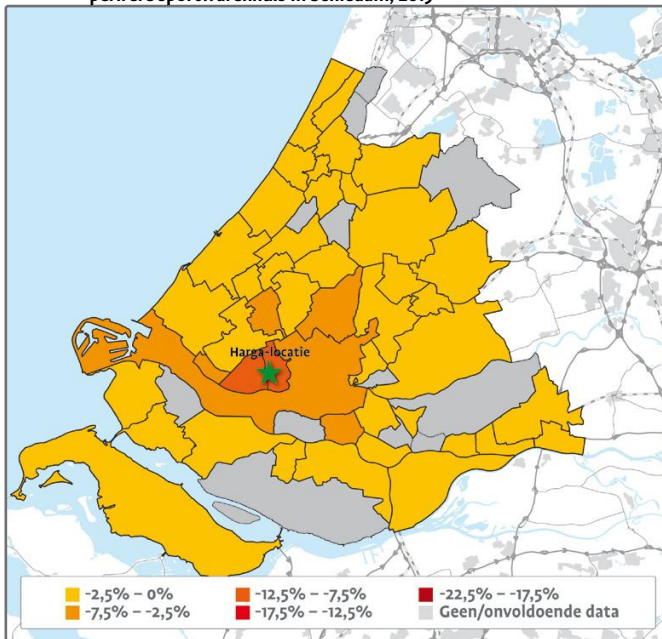 Harga-locatie
-2,5% – 0%
-12,5% – -7,5%
-22,5% – -17,5%
-7,5% – -2,5%
-17,5% – -12,5%
Geen/onvoldoende data